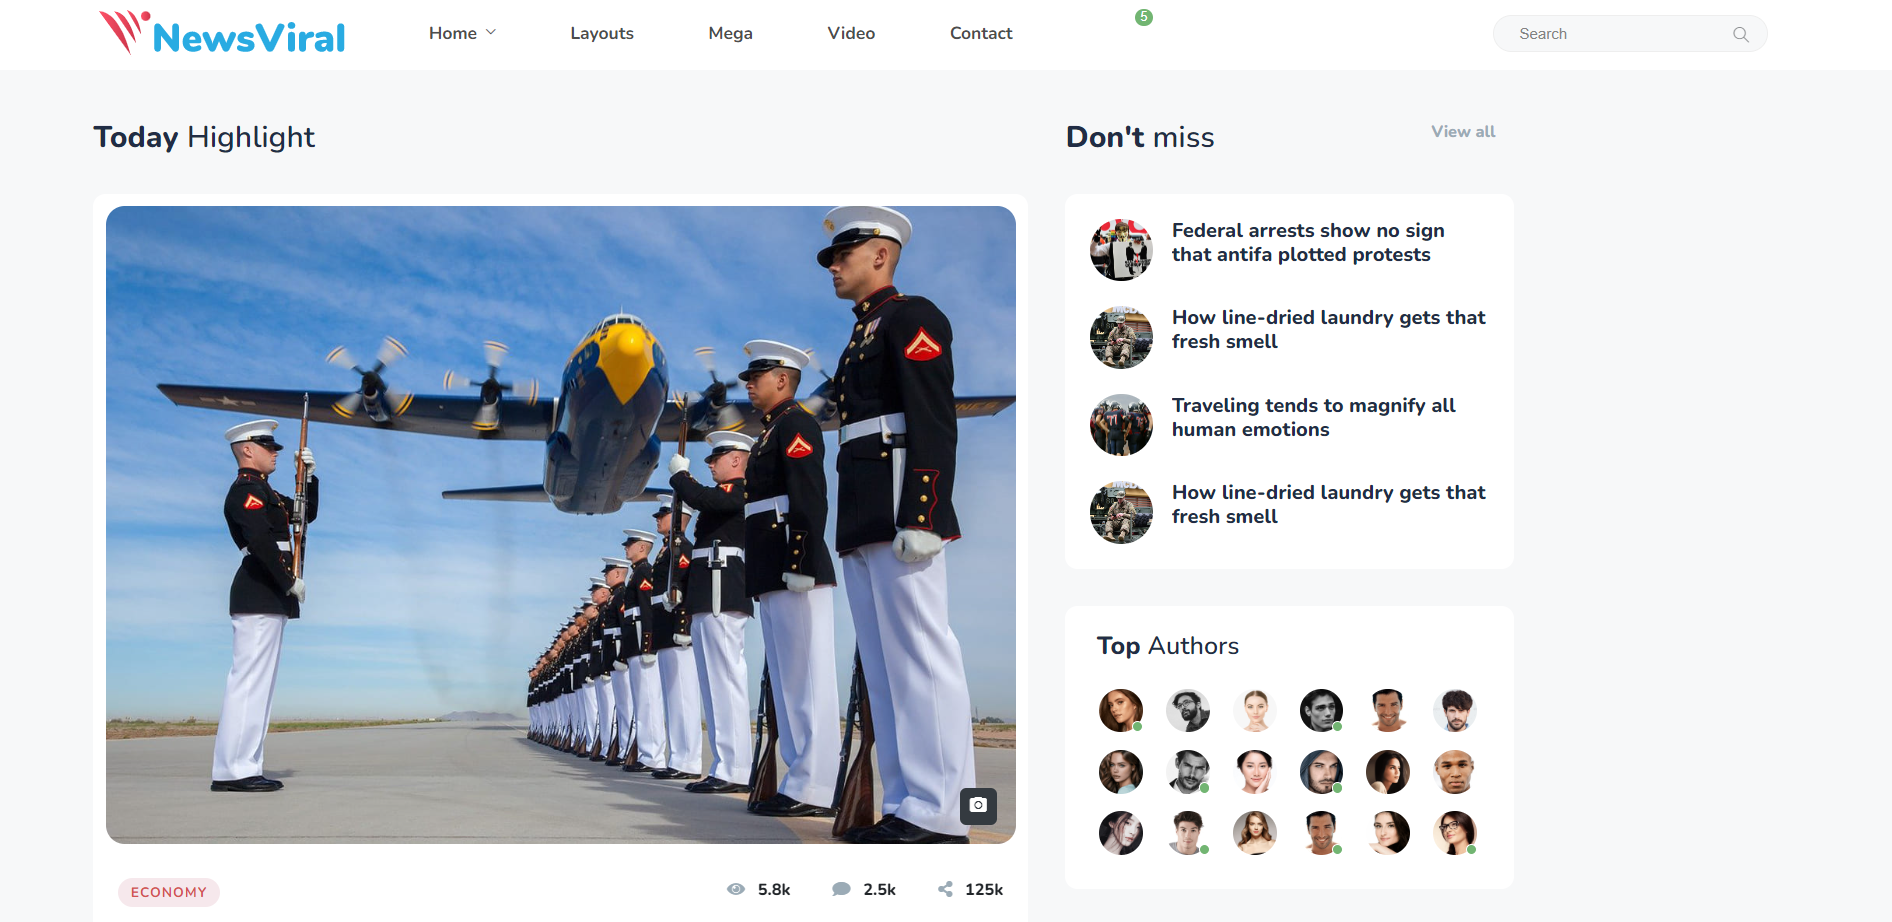 NewsViral
Home
Layouts
Mega
Video
Contact
5
Search
Today Highlight
Don't miss
View all
Federal arrests show no sign
that antifa plotted protests
How line-dried laundry gets that
fresh smell
Traveling tends to magnify all
human emotions
How line-dried laundry gets that
fresh smell
Top Authors
ECONOMY
5.8k
2.5k
125k